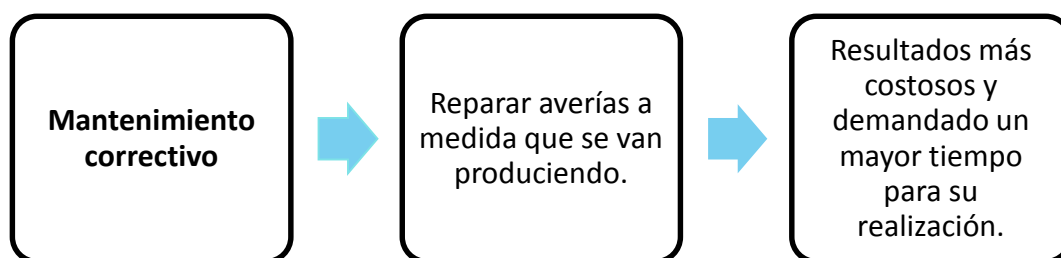 Mantenimiento
correctivo
Reparar averías a
medida que se van
produciendo.
Resultados más
costosos y
demandado un
mayor tiempo
para su
realización.